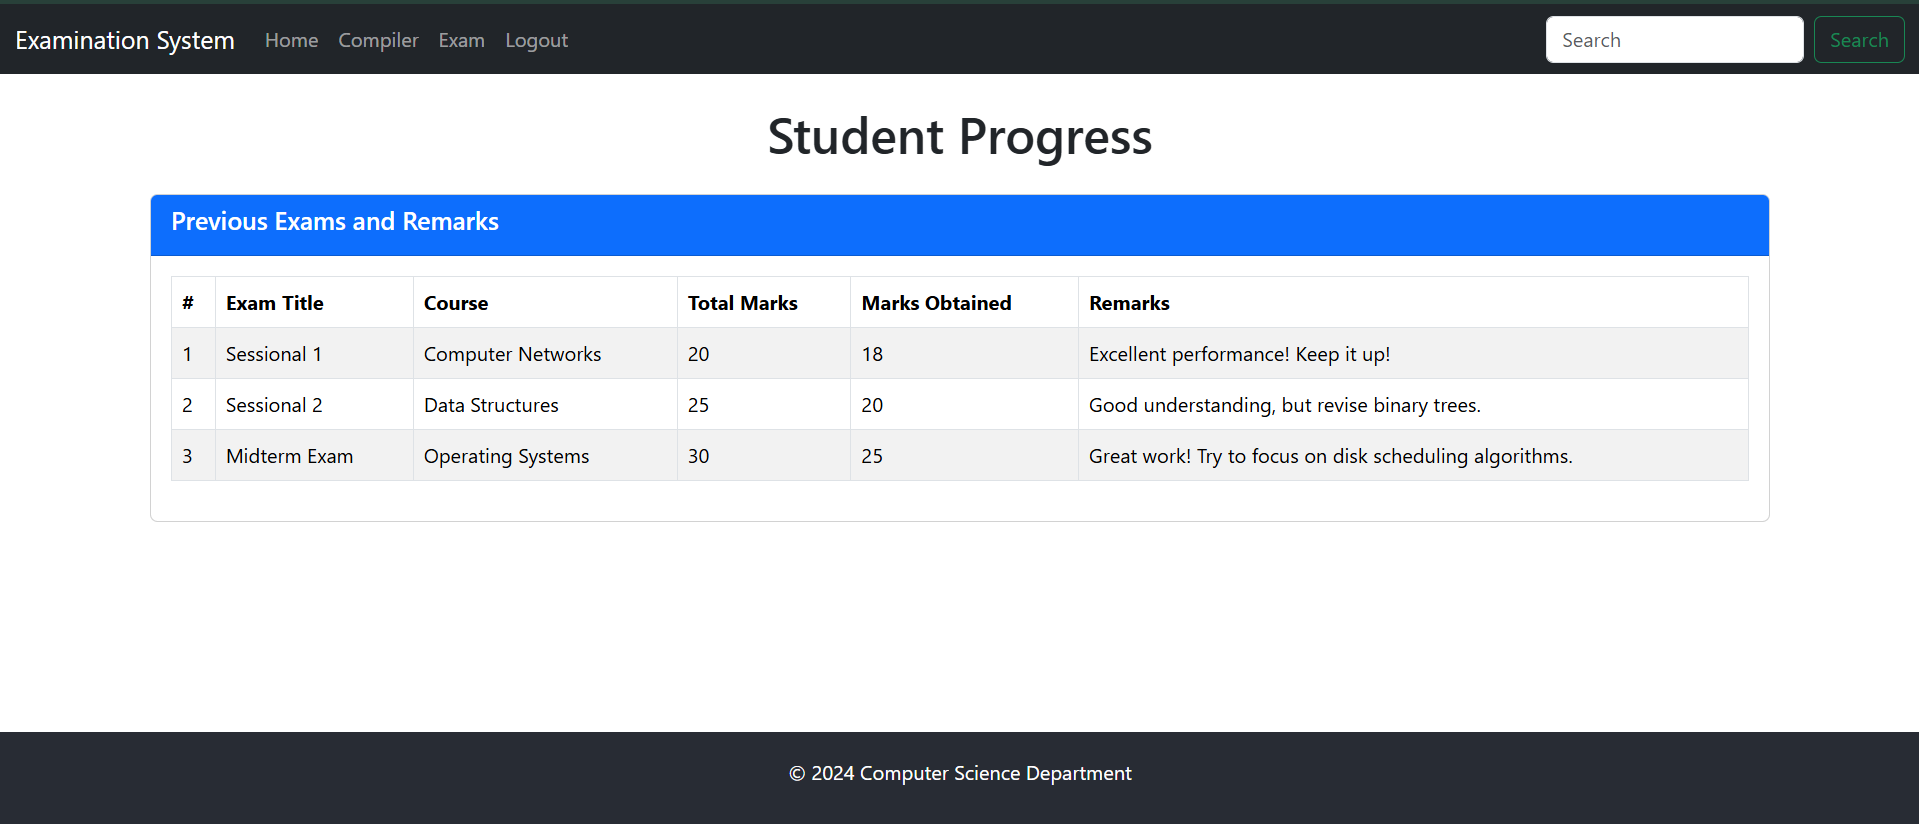 Examination System Home Compiler Exam Logout Search Search
Student Progress
Previous Exams and Remarks
# Exam Title Course Total Marks Marks Obtained Remarks
1 Sessional 1 Computer Networks 20 18 Excellent performance! Keep it up!
2 Sessional 2 Data Structures 25 20 Good understanding, but revise binary trees.
3 Midterm Exam Operating Systems 30 25 Great work! Try to focus on disk scheduling algorithms.
© 2024 Computer Science Department